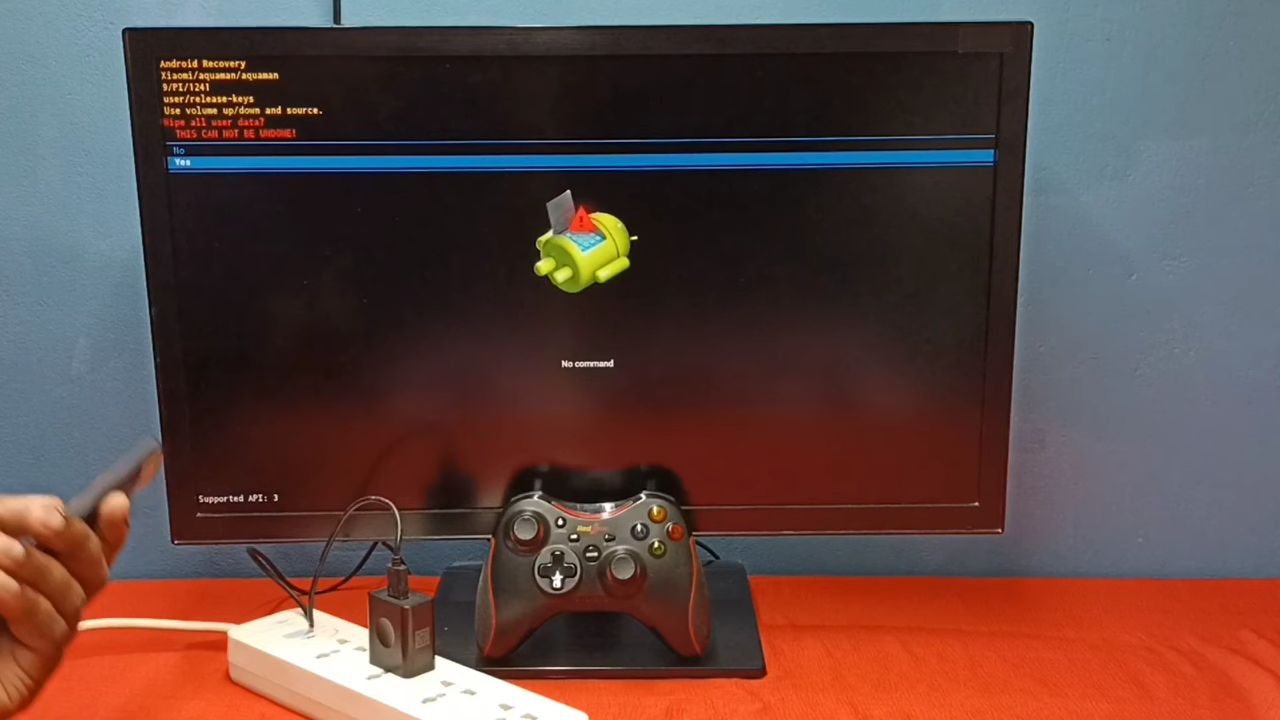 Android Recovery
Xiaomi/aquaman/aquaman
9/PI/1241
user/release-keys
Use volume up/down and source.
Wipe all user data?
THIS CAN NOT BE UNDONE!
No
Yes
No command
Supported API: 3